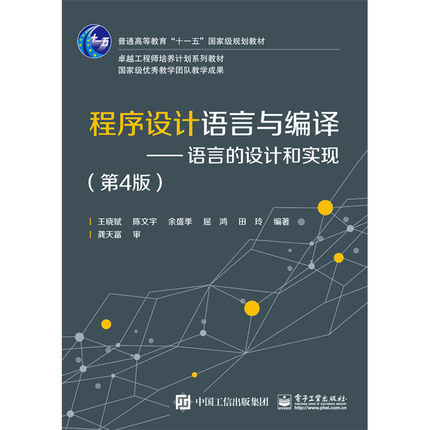 十一五
普通高等教育“十一五”国家级规划教材
卓越工程师培养计划系列教材
国家级优秀教学团队教学成果
程序设计语言与编译
——语言的设计和实现
（第4版）
王晓斌 陈文宇 余盛季 屈鸿 田玲 编著
龚天富 审
中国工信出版集团
电子工业出版社
http://www.phei.com.cn